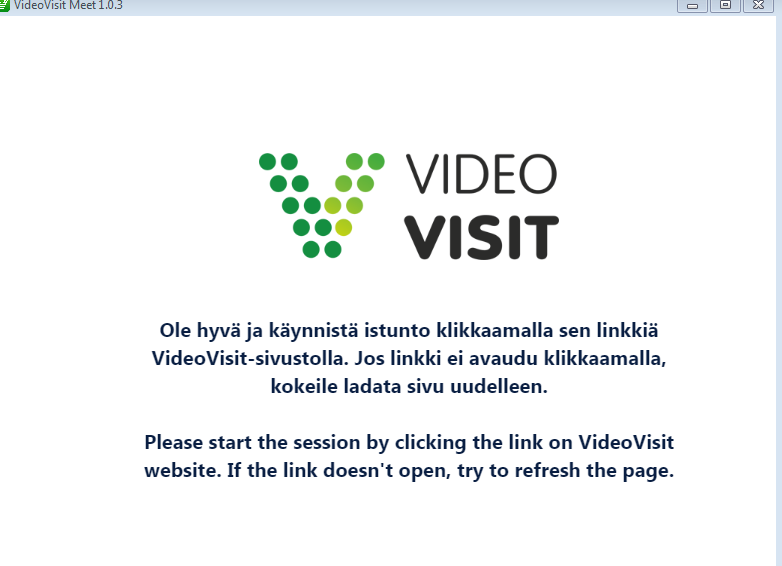 VideoVisit Meet 1.0.3
VIDEO
VISIT
Ole hyvä ja käynnistä istunto klikkaamalla sen linkkiä
VideoVisit-sivustolla. Jos linkki ei avaudu klikkaamalla,
kokeile ladata sivu uudelleen.
Please start the session by clicking the link on VideoVisit
website. If the link doesn't open, try to refresh the page.